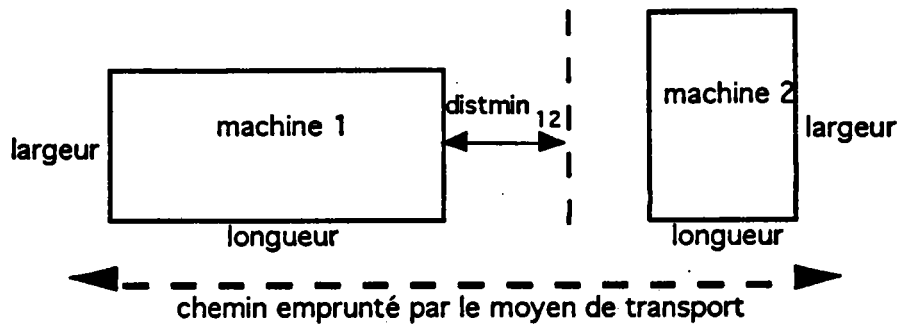 machine 1
distmin 12
machine 2
largeur
largeur
longueur
longueur
chemin emprunté par le moyen de transport